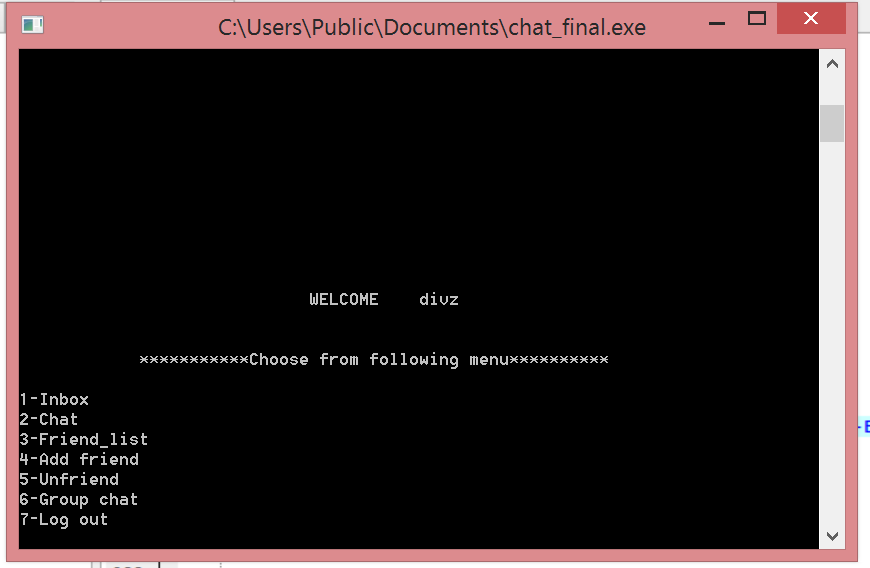 C:\Users\Public\Documents\chat_final.exe
WELCOME divz
***********Choose from following menu**********
1-Inbox
2-Chat
3-Friend_list
4-Add friend
5-Unfriend
6-Group chat
7-Log out